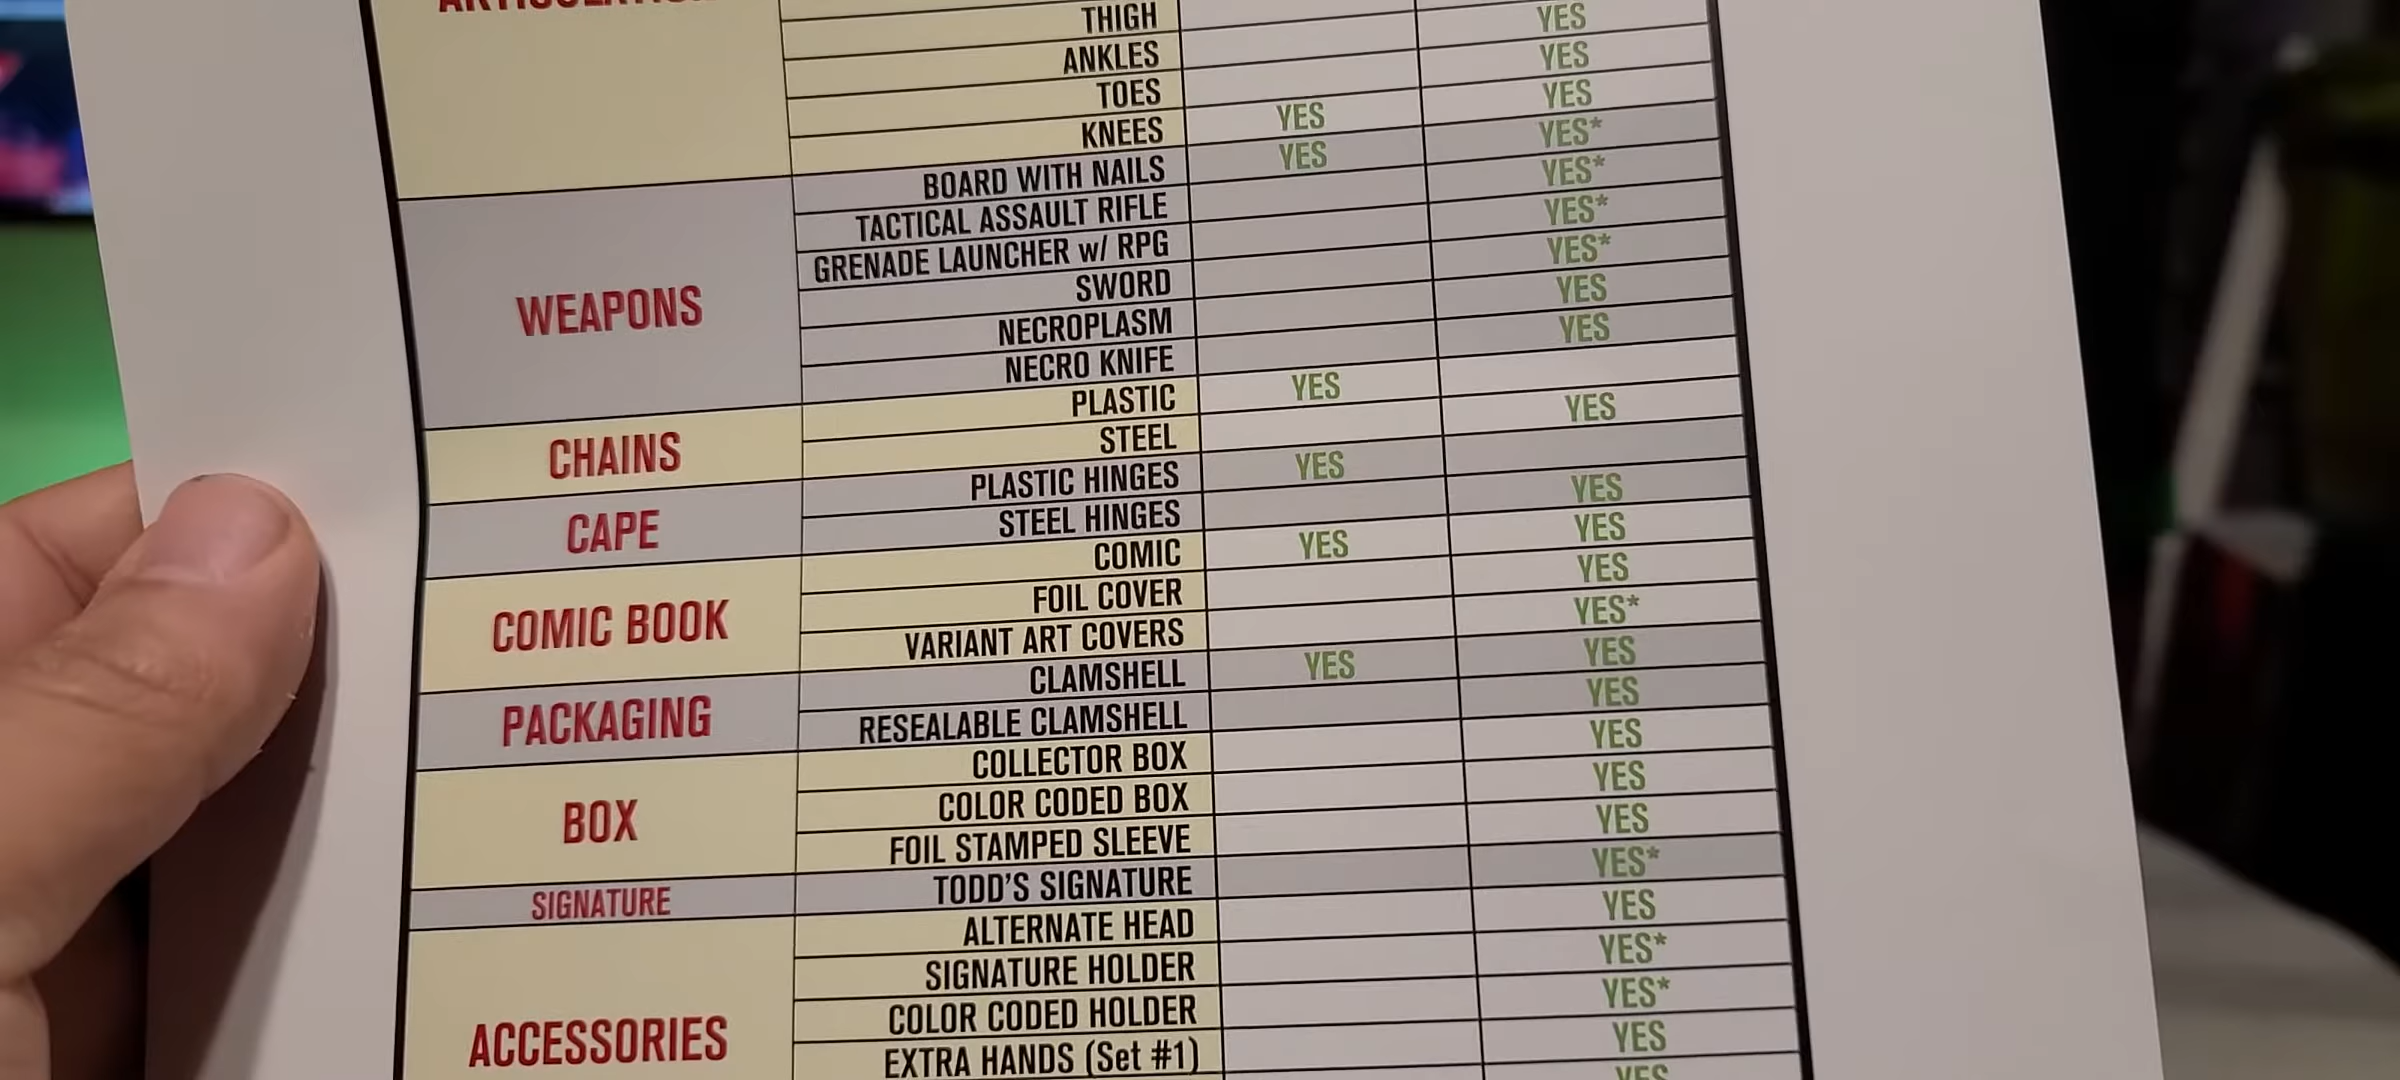 ARTICULATION
THIGH
ANKLES YES
TOES YES
KNEES YES YES
WEAPONS
BOARD WITH NAILS YES YES*
TACTICAL ASSAULT RIFLE YES*
GRENADE LAUNCHER w/ RPG YES*
SWORD YES*
NECROPLASM YES
NECRO KNIFE YES
CHAINS
PLASTIC YES
STEEL YES
CAPE
PLASTIC HINGES YES
STEEL HINGES YES
COMIC BOOK
COMIC YES YES
FOIL COVER YES
VARIANT ART COVERS YES*
PACKAGING
CLAMSHELL YES YES
RESEALABLE CLAMSHELL YES
BOX
COLLECTOR BOX YES
COLOR CODED BOX YES
FOIL STAMPED SLEEVE YES
SIGNATURE
TODD'S SIGNATURE YES*
ACCESSORIES
ALTERNATE HEAD YES
SIGNATURE HOLDER YES*
COLOR CODED HOLDER YES*
EXTRA HANDS (Set #1) YES
YES